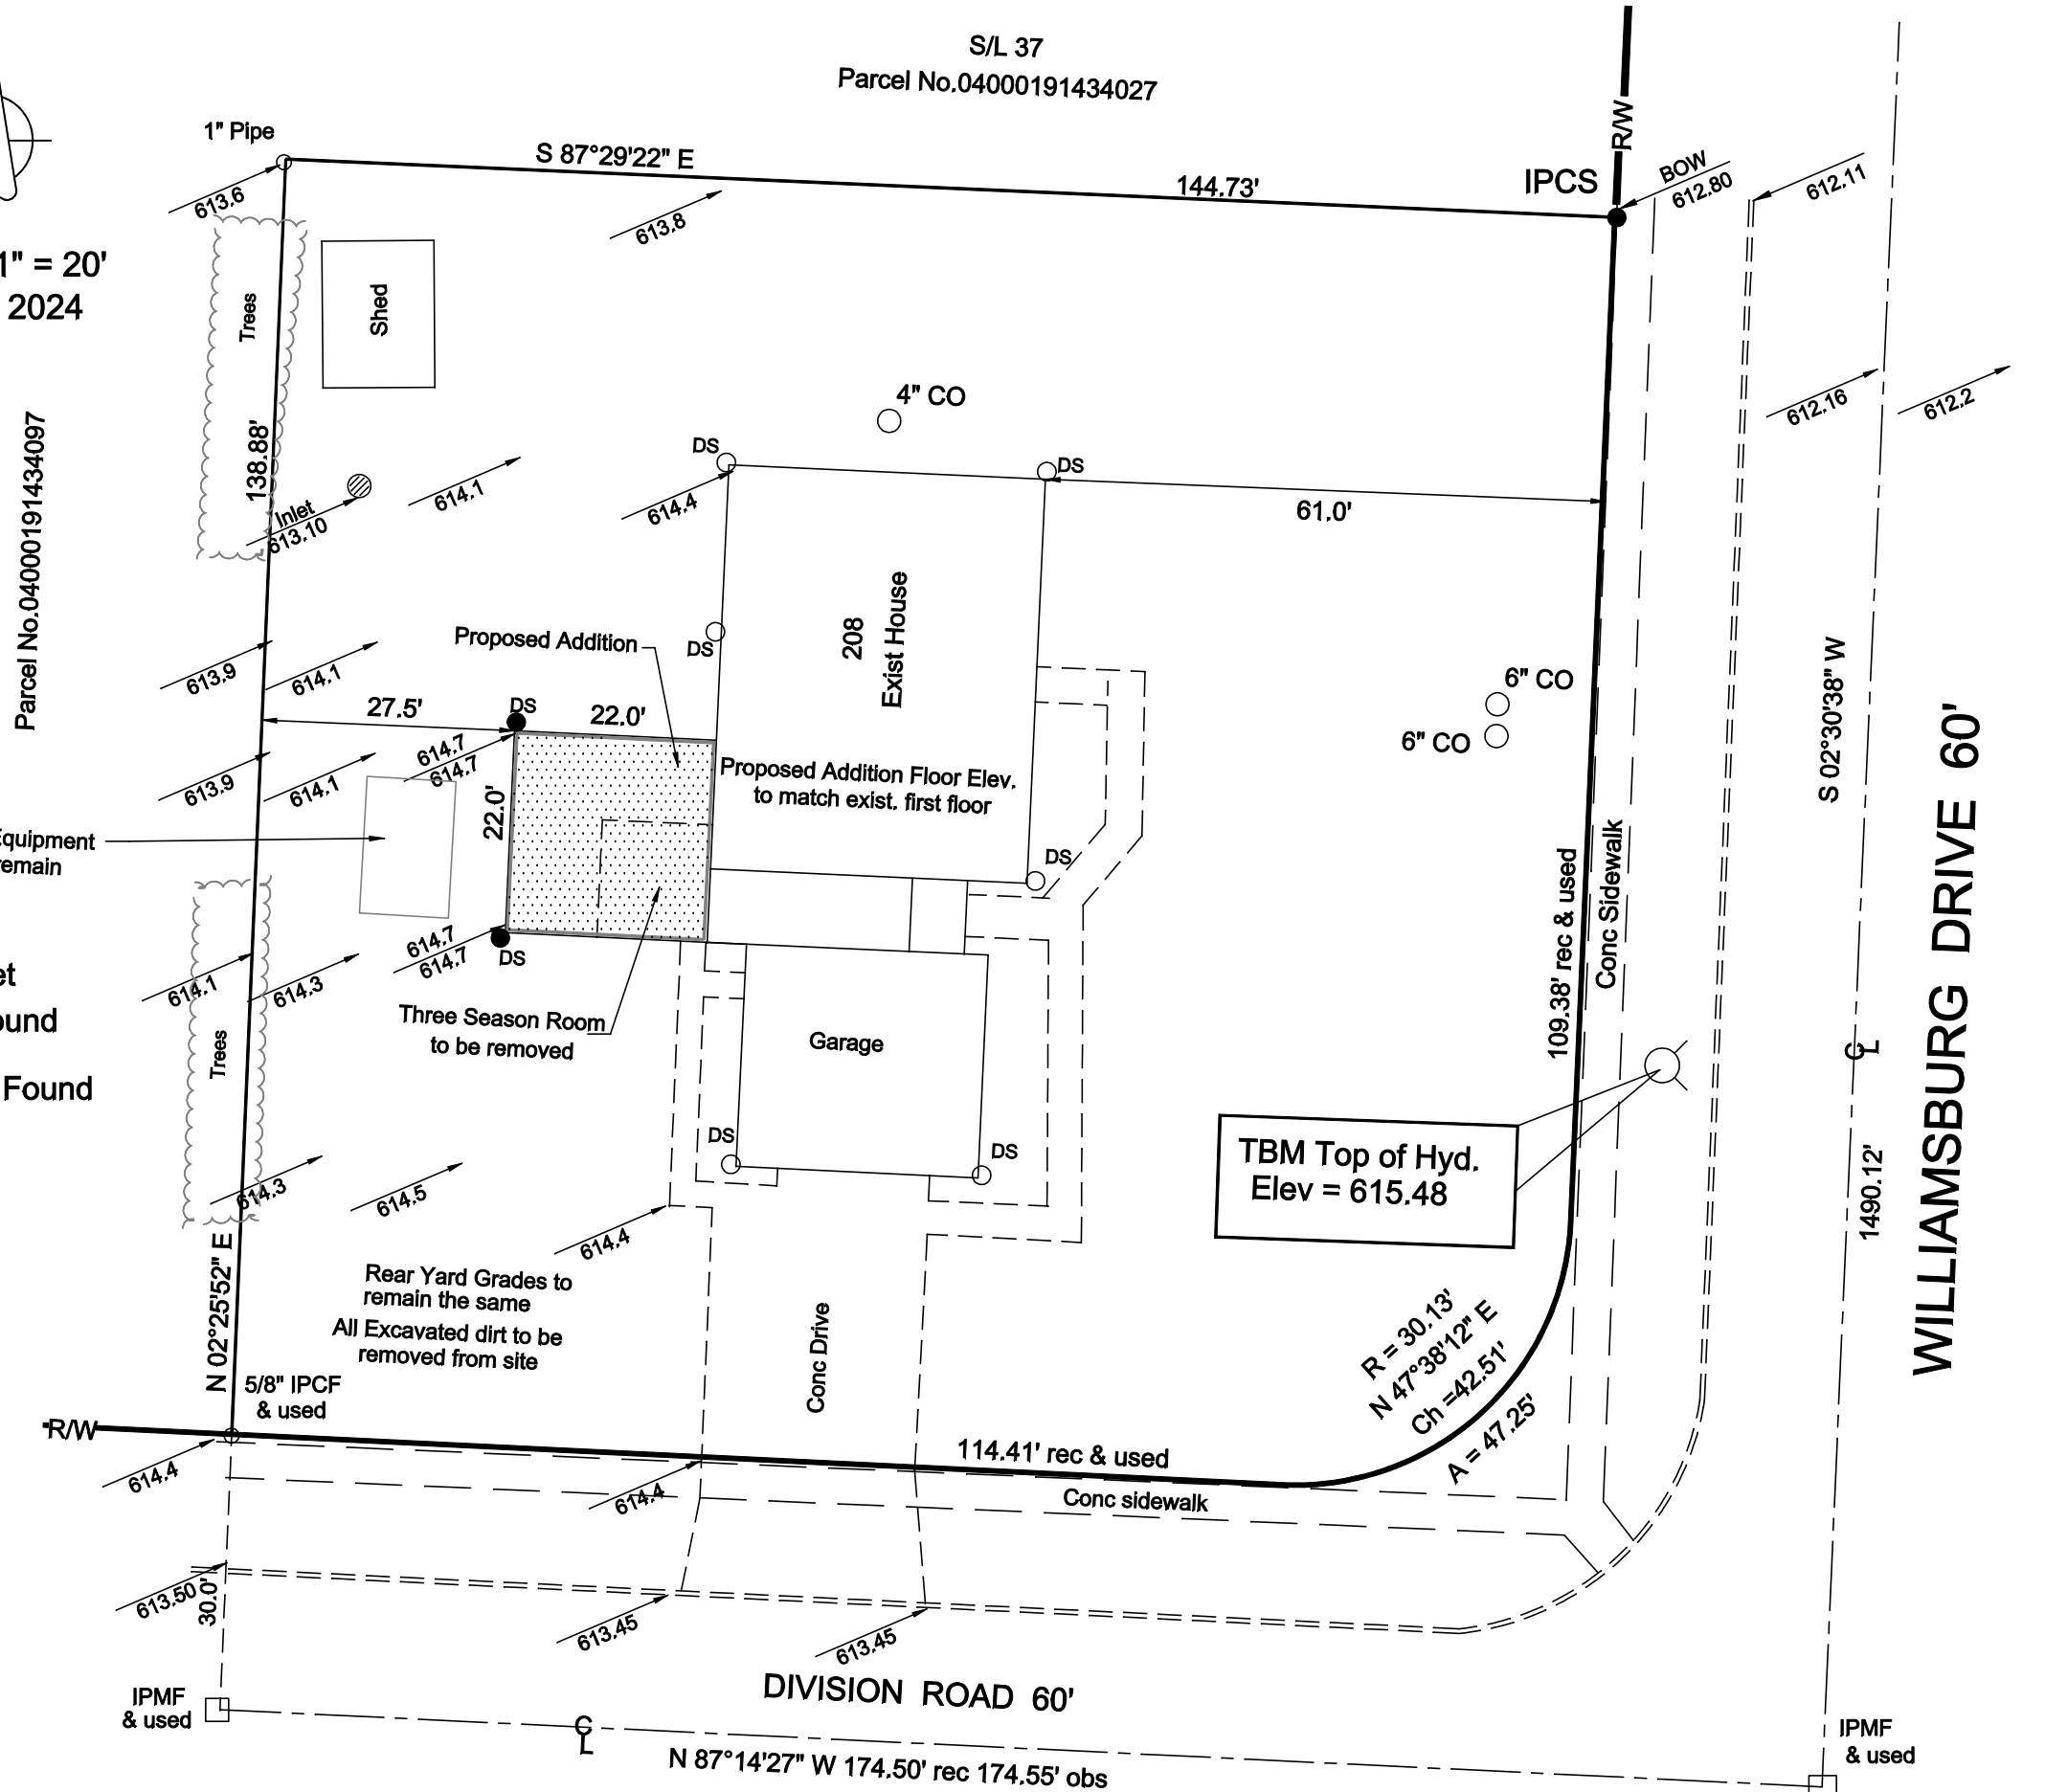 S/L 37
Parcel No.04000191434027
1" Pipe
S 87°29'22" E
144.73'
IPCS
R/W
BOW
612.80
612.11
613.6
613.8
1" = 20'
2024
Trees
Shed
138.88'
Parcel No.04000191434097
4" CO
DS
DS
612.16
612.2
Inlet
613.10
614.1
614.4
61.0'
208
Exist House
DS
Proposed Addition
613.9
614.1
27.5'
DS
22.0'
6" CO
6" CO
S 02°30'38" W
614.7
614.7
613.9
614.1
22.0'
Proposed Addition Floor Elev.
to match exist. first floor
Equipment
remain
DS
109.38' rec & used
Conc Sidewalk
WILLIAMSBURG DRIVE 60'
614.7
614.7
DS
614.1
614.3
et
ound
Found
Three Season Room
to be removed
Garage
Trees
CL
TBM Top of Hyd.
Elev = 615.48
DS
DS
1490.12'
614.3
614.5
614.4
N 02°25'52" E
Rear Yard Grades to
remain the same
All Excavated dirt to be
removed from site
Conc Drive
R = 30.13'
N 47°38'12" E
Ch =42.51'
A = 47.25'
5/8" IPCF
& used
R/W
614.4
614.4
114.41' rec & used
Conc sidewalk
613.50
30.0'
613.45
613.45
DIVISION ROAD 60'
IPMF
& used
CL
N 87°14'27" W 174.50' rec 174.55' obs
IPMF
& used